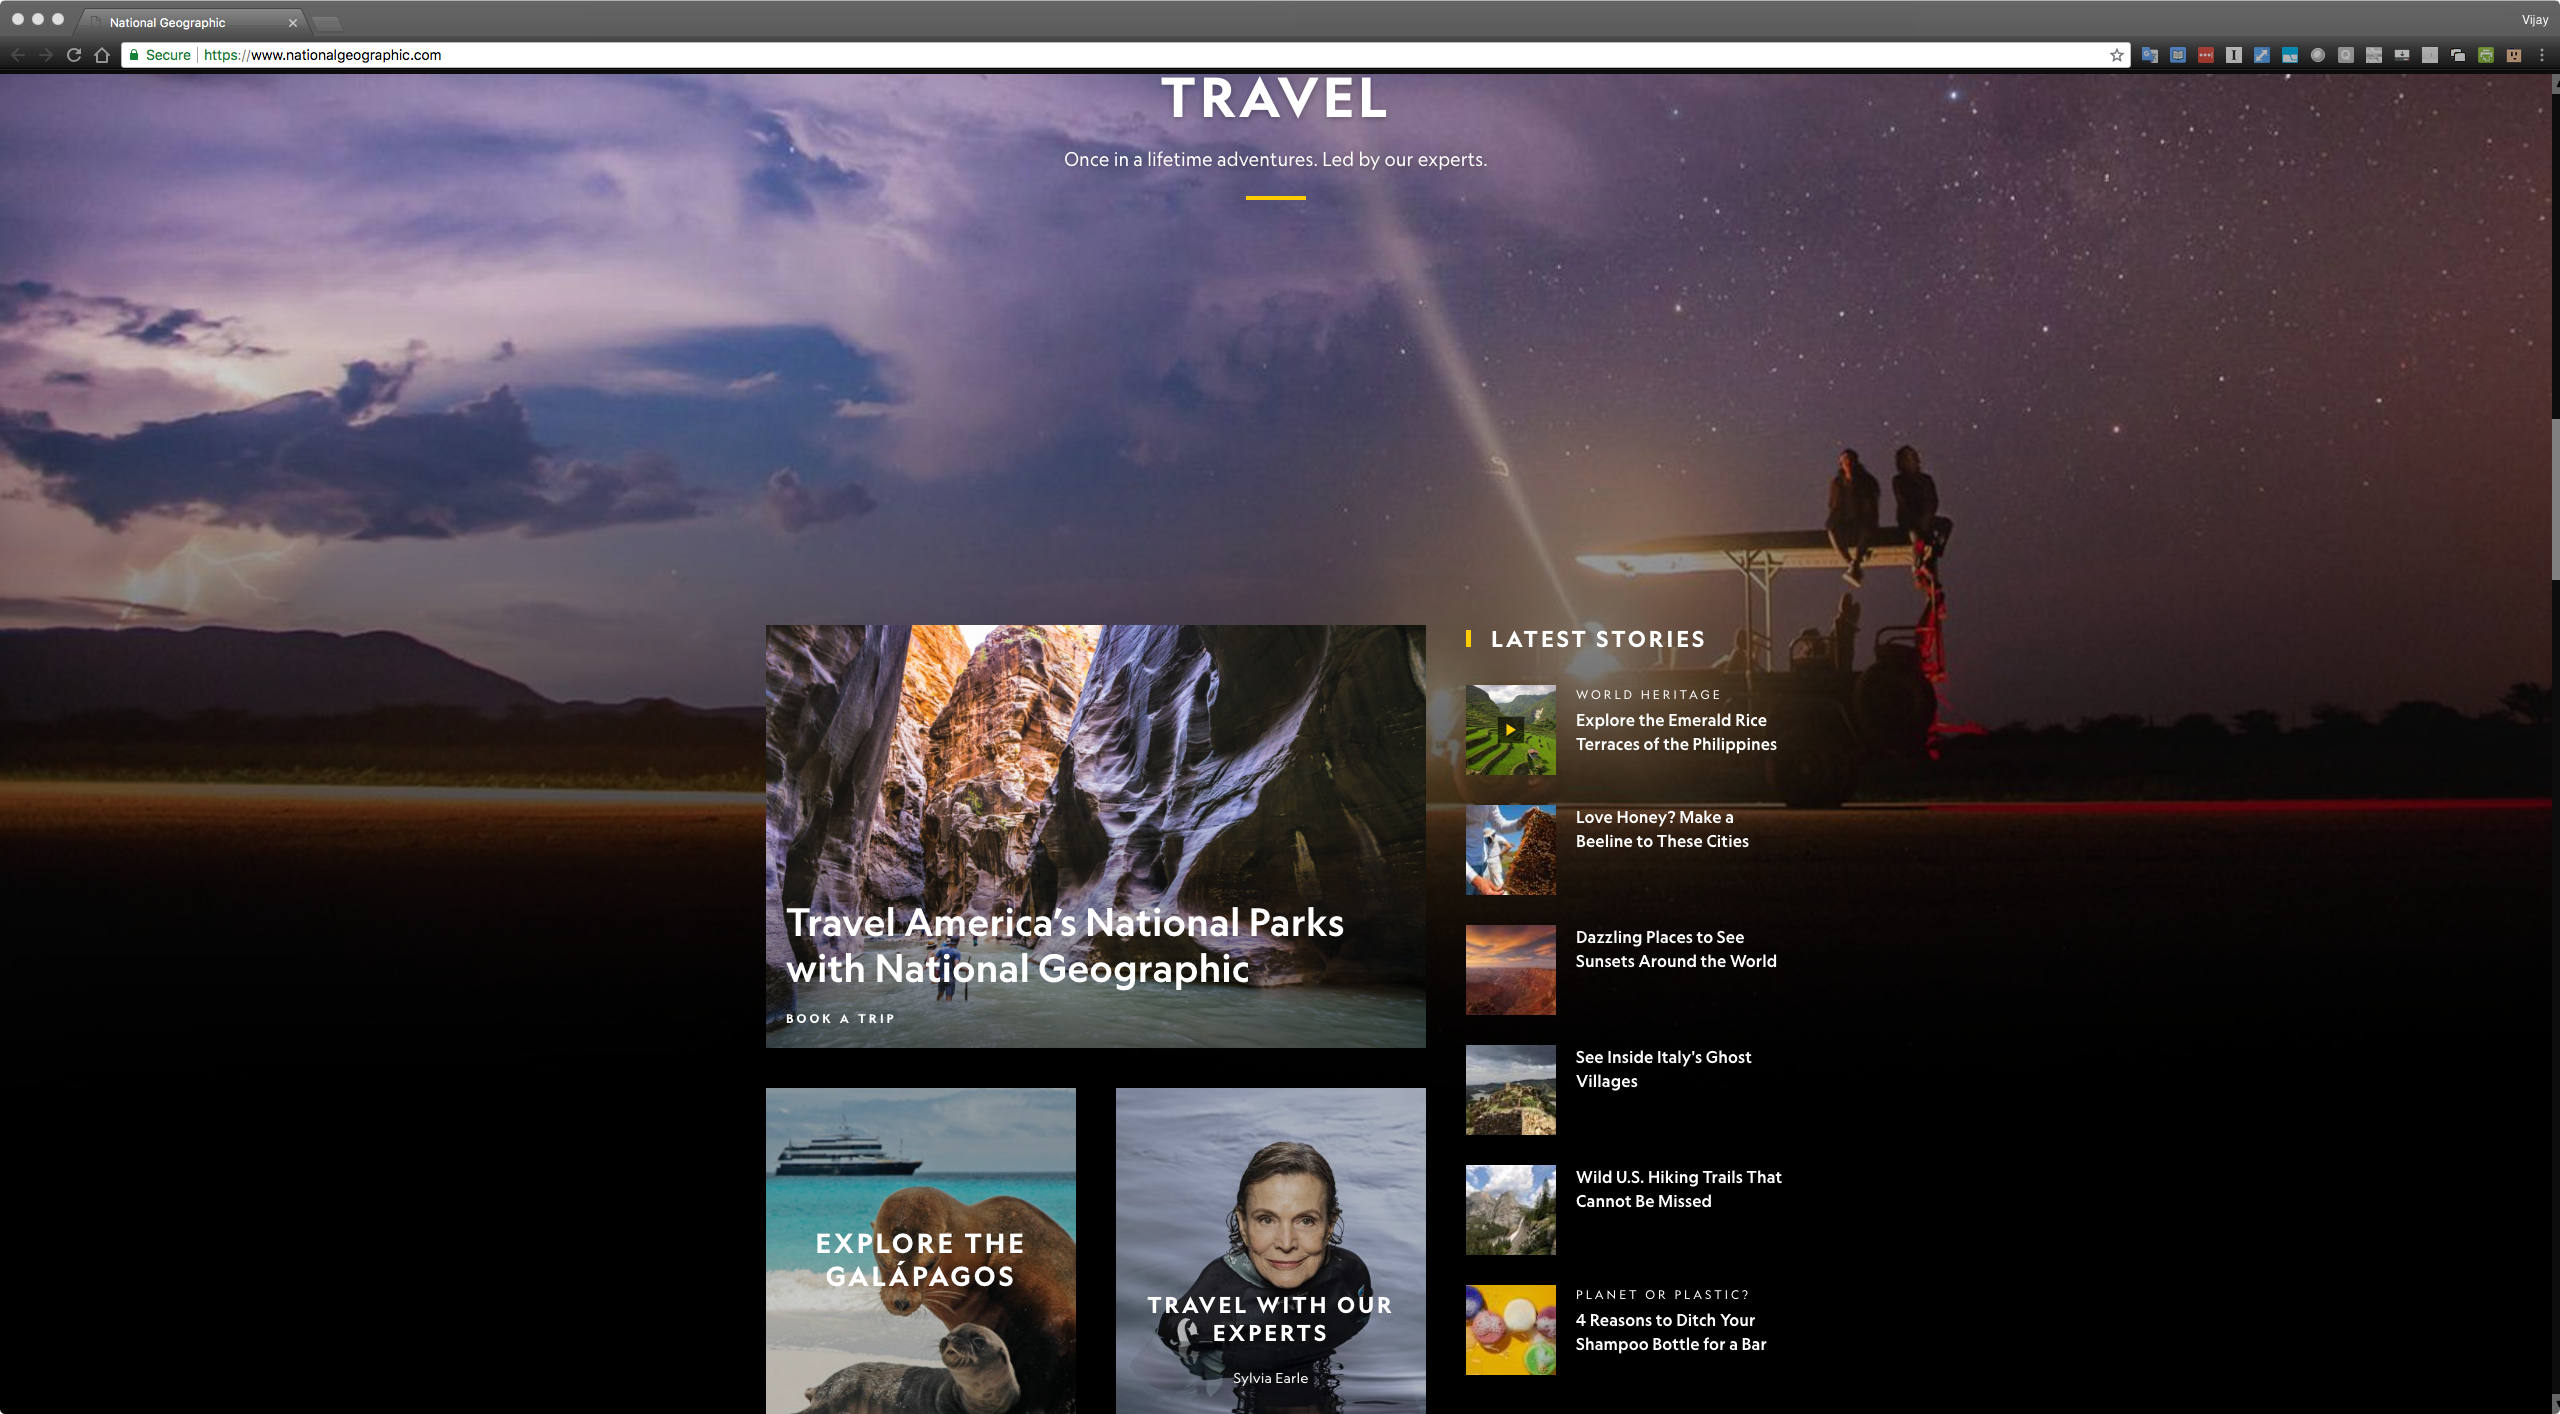 National Geographic
Vijay
Secure
https://www.nationalgeographic.com
TRAVEL
Once in a lifetime adventures. Led by our experts.
Travel America's National Parks
with National Geographic
BOOK A TRIP
EXPLORE THE
GALÁPAGOS
TRAVEL WITH OUR
EXPERTS
Sylvia Earle
LATEST STORIES
WORLD HERITAGE
Explore the Emerald Rice
Terraces of the Philippines
Love Honey? Make a
Beeline to These Cities
Dazzling Places to See
Sunsets Around the World
See Inside Italy's Ghost
Villages
Wild U.S. Hiking Trails That
Cannot Be Missed
PLANET OR PLASTIC?
4 Reasons to Ditch Your
Shampoo Bottle for a Bar